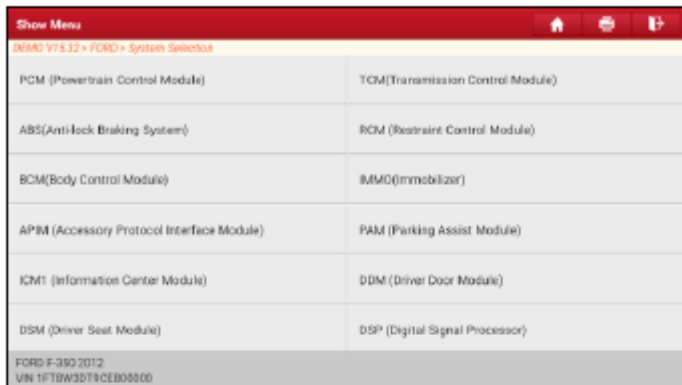 Show Menu
DEMO V15.32 > FORD > System Selection
PCM (Powertrain Control Module)
TCM(Transmission Control Module)
ABS(Anti-lock Braking System)
RCM (Restraint Control Module)
BCM(Body Control Module)
IMMO(Immobilizer)
APIM (Accessory Protocol Interface Module)
PAM (Parking Assist Module)
ICM1 (Information Center Module)
DDM (Driver Door Module)
DSM (Driver Seat Module)
DSP (Digital Signal Processor)
FORD F-350 2012
VIN 1FT8W3DT9CEB00000